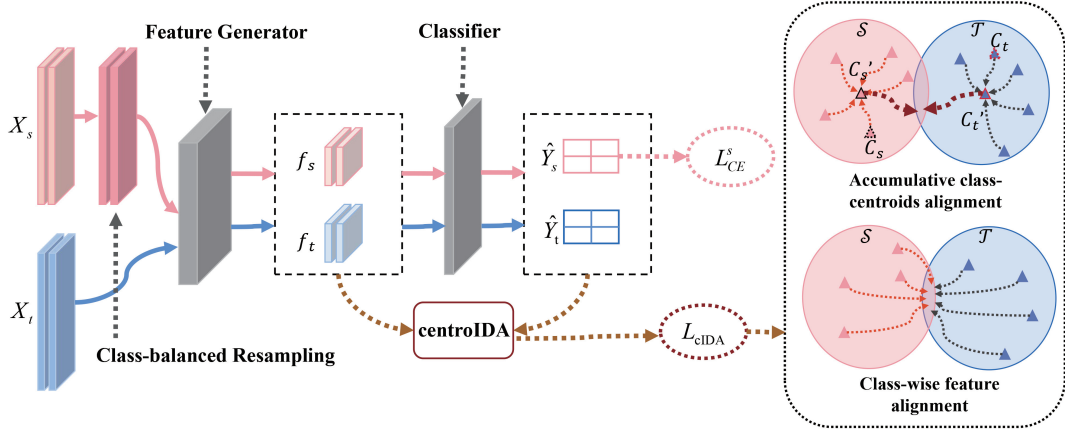 Feature Generator
Classifier
X_s
X_t
Class-balanced Resampling
f_s
f_t
Ŷ_s
Ŷ_t
L^s_CE
centroIDA
L_cIDA
𝒮
𝒯
C_s'
C_s
C_t
C_t'
Accumulative class-
centroids alignment
𝒮
𝒯
Class-wise feature
alignment